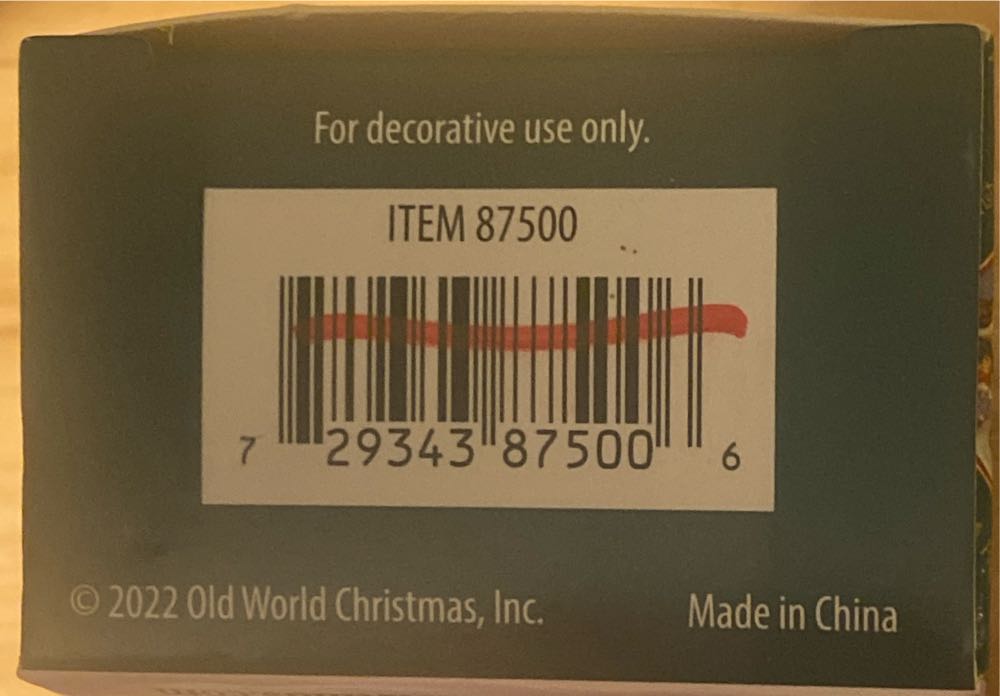 For decorative use only.
ITEM 87500
7 29343 87500 6
© 2022 Old World Christmas, Inc.
Made in China